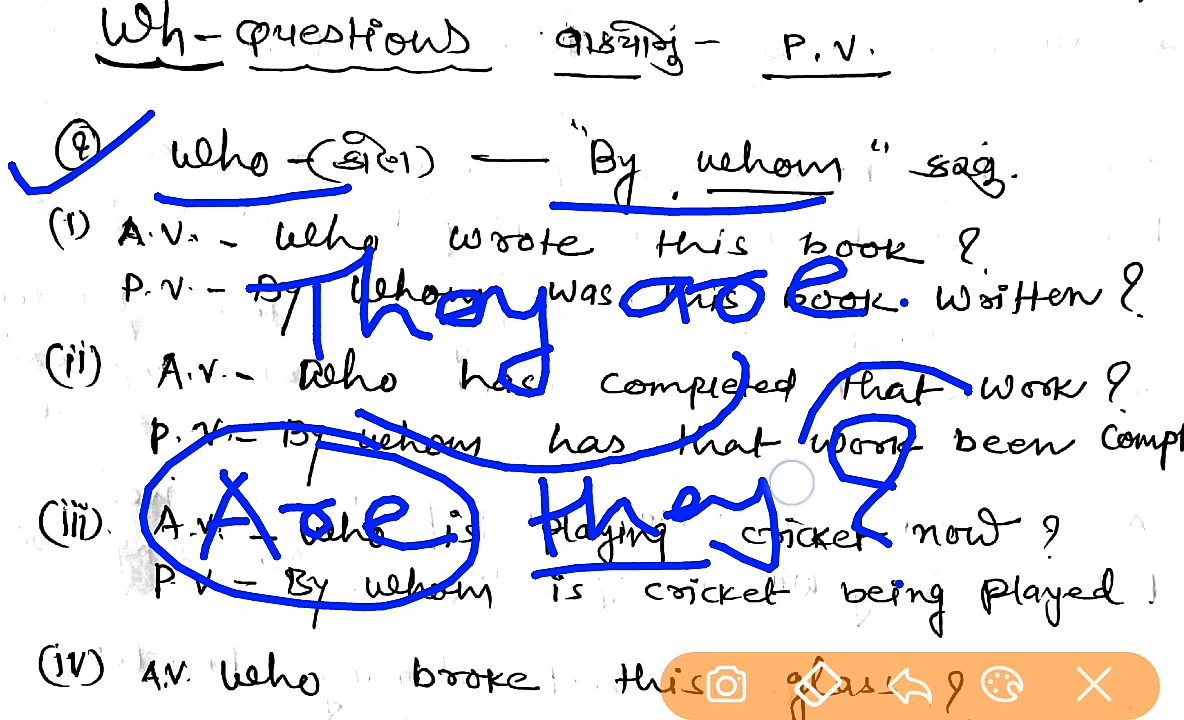 Wh-questions વાક્યોનું - P.V.
(૨) Who - (કોણ) — "By whom" કરવું.
(i) A.V. - Who wrote this book ?
P.V. - By whom was this book written ?
They are
(ii) A.V. - Who has completed that work ?
P.V. - By whom has that work been compl
Are they ?
(iii) A.V. - Who is playing cricket now ?
P.V. - By whom is cricket being played
(iv) A.V. Who broke this glass ?